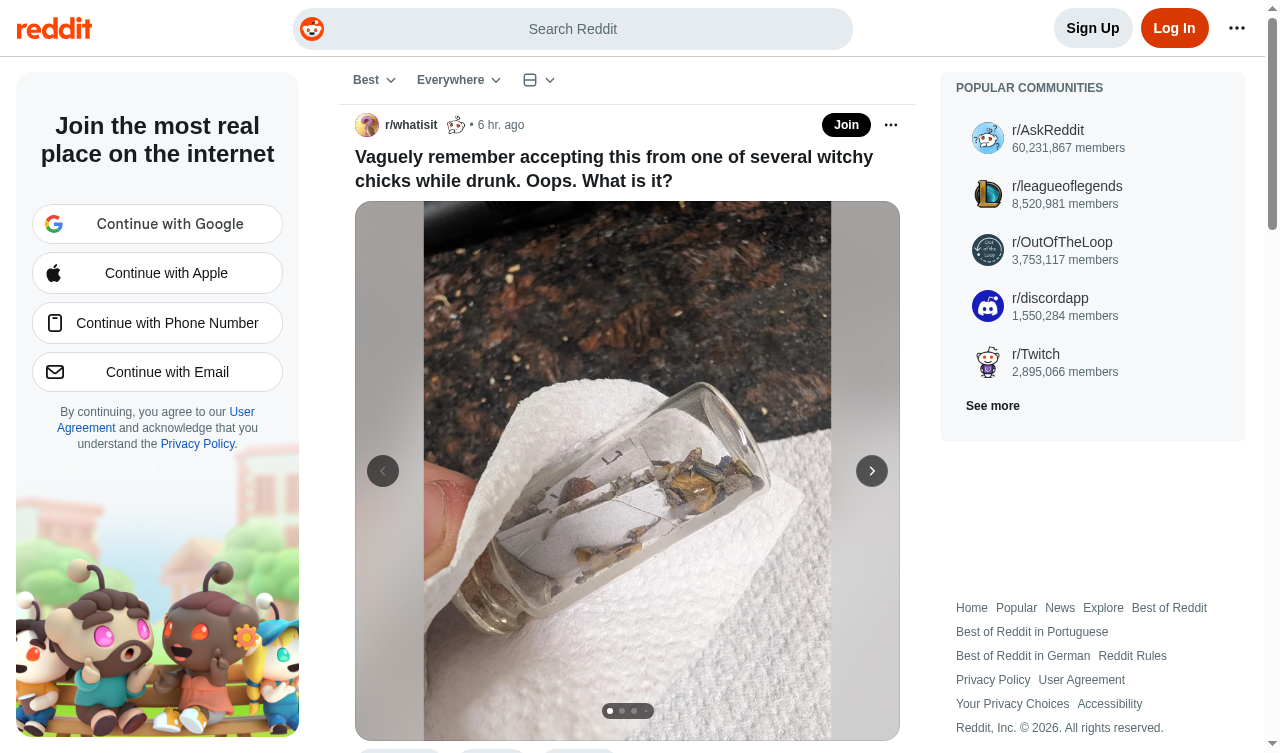 reddit
Search Reddit
Sign Up
Log In
Join the most real
place on the internet
Continue with Google
Continue with Apple
Continue with Phone Number
Continue with Email
By continuing, you agree to our User
Agreement and acknowledge that you
understand the Privacy Policy.
Best
Everywhere
r/whatisit • 6 hr. ago
Join
Vaguely remember accepting this from one of several witchy
chicks while drunk. Oops. What is it?
POPULAR COMMUNITIES
r/AskReddit
60,231,867 members
r/leagueoflegends
8,520,981 members
r/OutOfTheLoop
3,753,117 members
r/discordapp
1,550,284 members
r/Twitch
2,895,066 members
See more
Home Popular News Explore Best of Reddit
Best of Reddit in Portuguese
Best of Reddit in German Reddit Rules
Privacy Policy User Agreement
Your Privacy Choices Accessibility
Reddit, Inc. © 2026. All rights reserved.